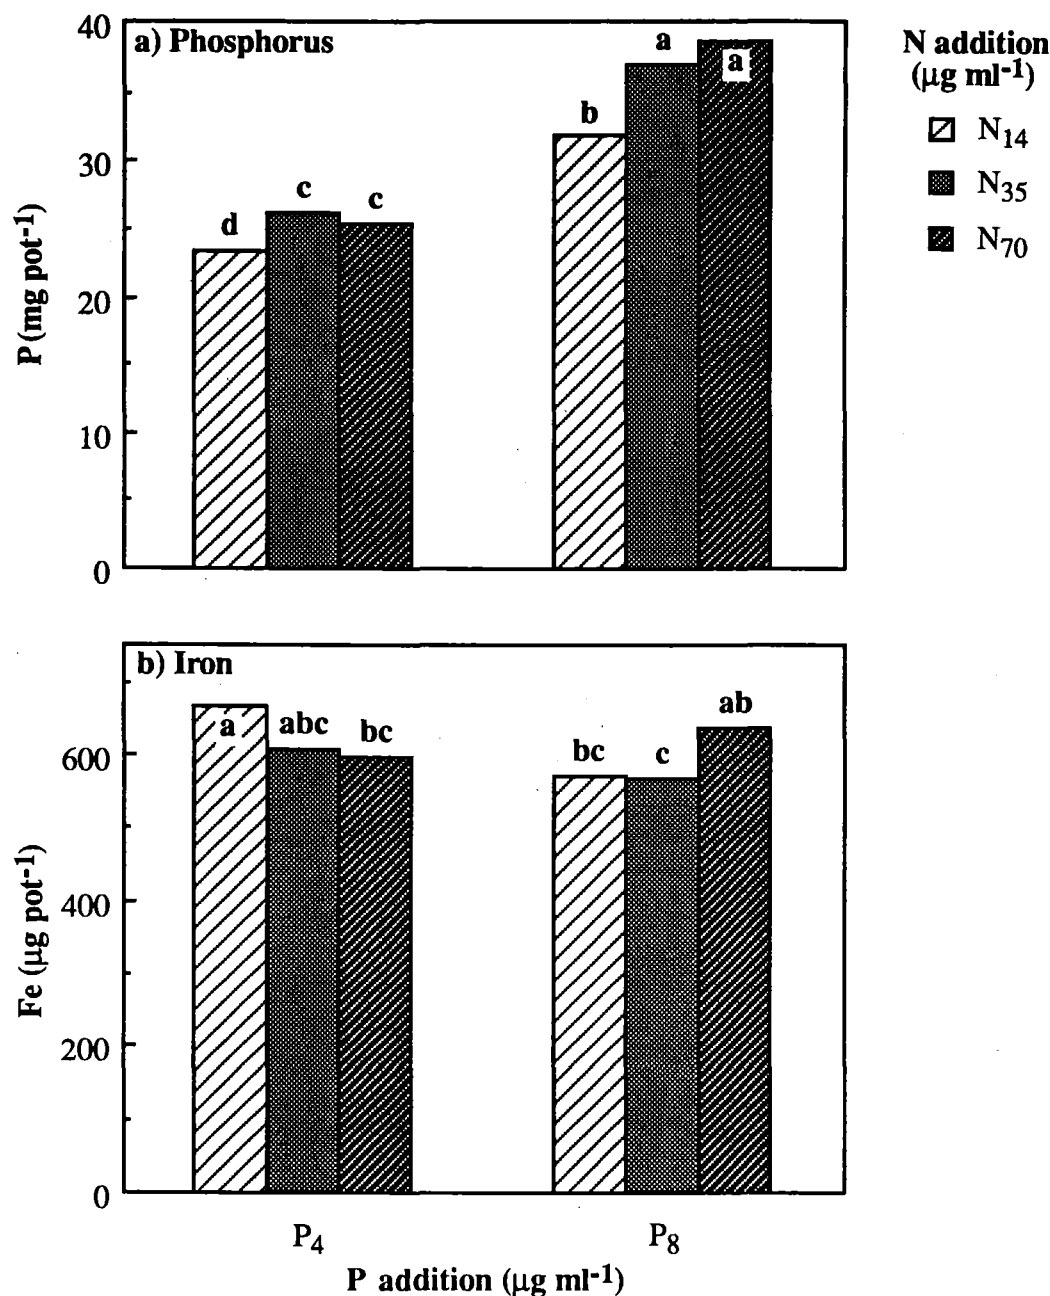 a) Phosphorus
40
30
20
10
0
P (mg pot-1)
d
c
c
b
a
a
N addition
(µg ml-1)
N14
N35
N70
b) Iron
600
400
200
0
Fe (µg pot-1)
a
abc
bc
bc
c
ab
P4
P8
P addition (µg ml-1)